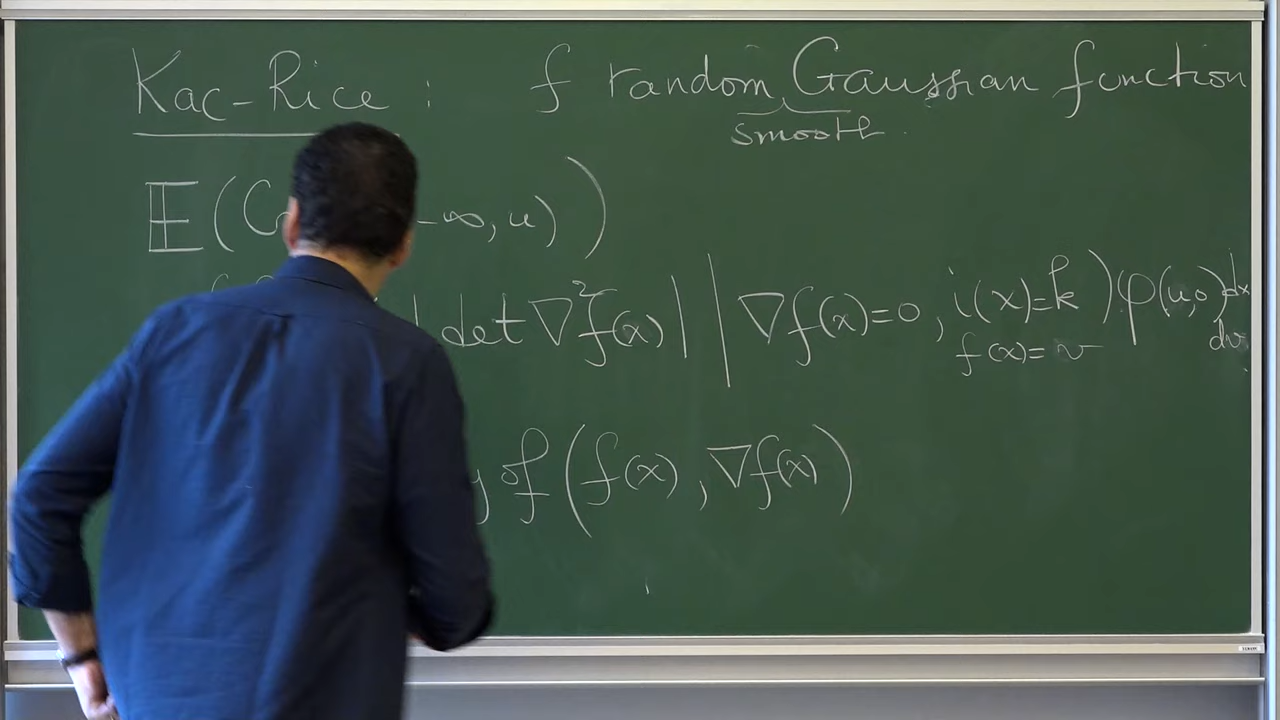 Kac-Rice : f random Gaussian function
smooth
𝔼(C -∞, u))
|det ∇²f(x)| | ∇f(x)=0, i(x)=k) φ(u,0) dx
f(x)=v dv
y of (f(x), ∇f(x))